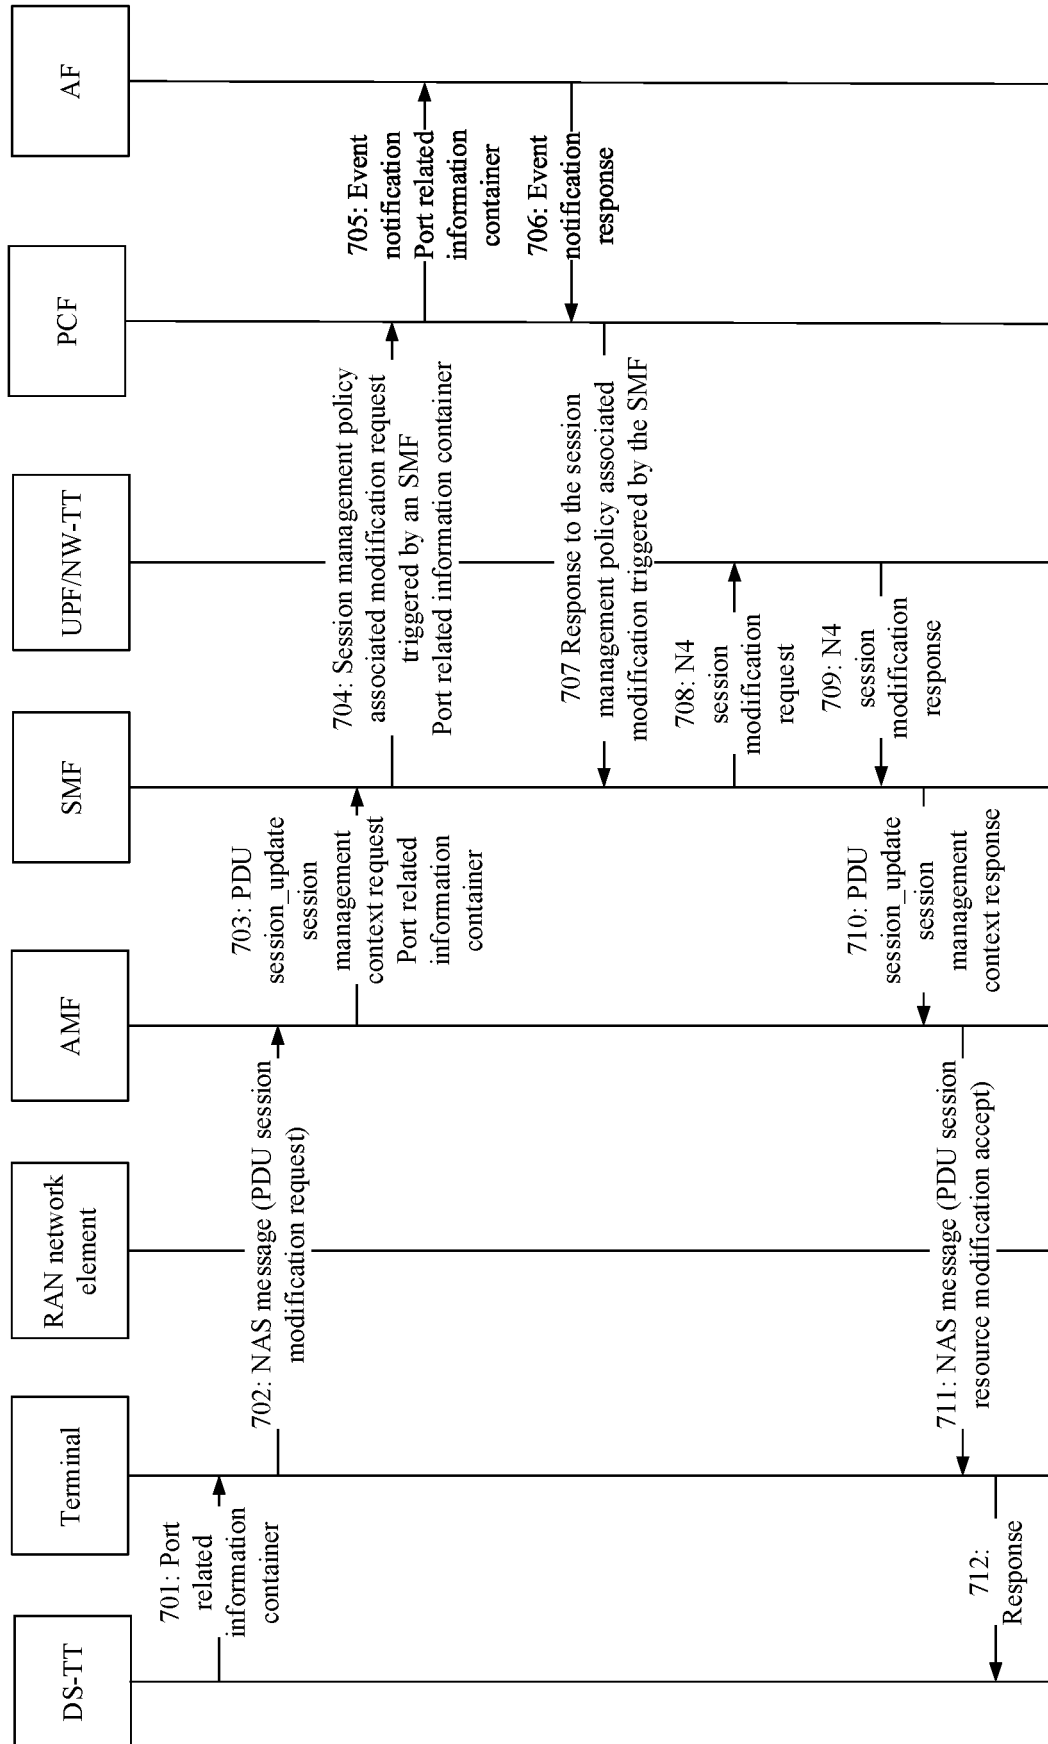 DS-TT
Terminal
RAN network
element
AMF
SMF
UPF/NW-TT
PCF
AF
701: Port
related
information
container
702: NAS message (PDU session
modification request)
703: PDU
session_update
session
management
context request
Port related
information
container
704: Session management policy
associated modification request
triggered by an SMF
Port related information container
705: Event
notification
Port related
information
container
706: Event
notification
response
707 Response to the session
management policy associated
modification triggered by the SMF
708: N4
session
modification
request
709: N4
session
modification
response
710: PDU
session_update
session
management
context response
711: NAS message (PDU session
resource modification accept)
712:
Response